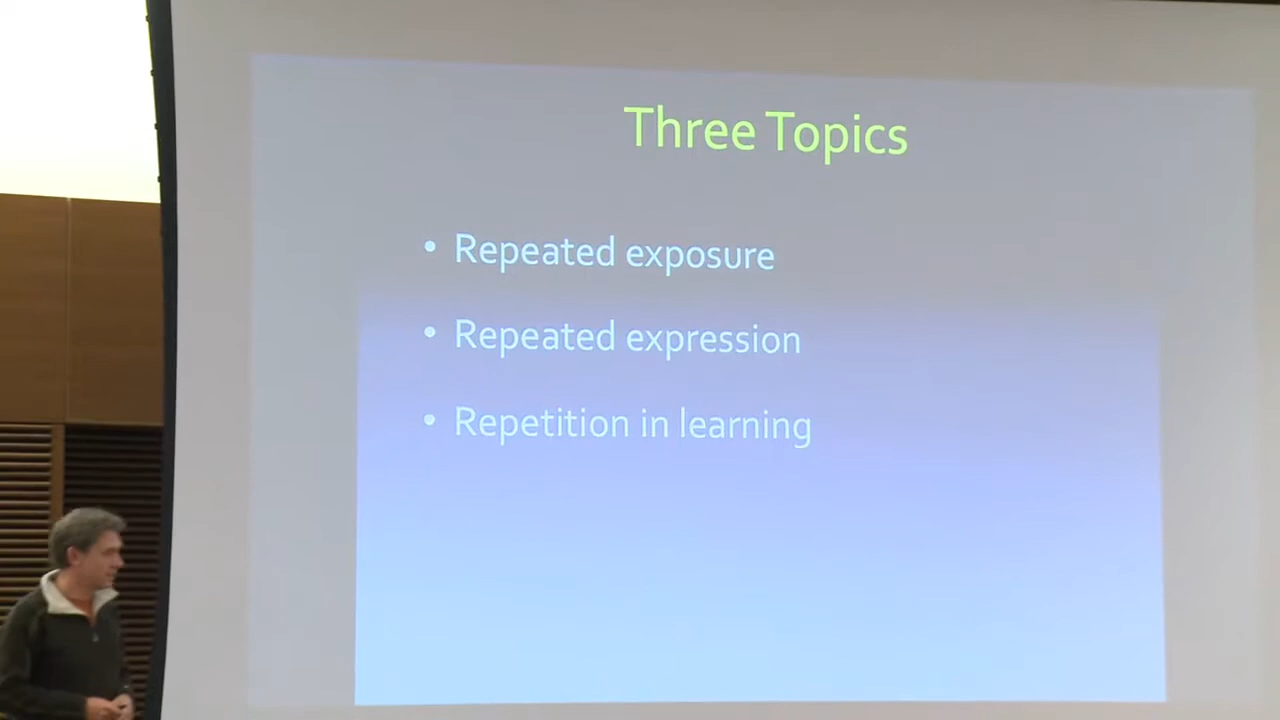 Three Topics
• Repeated exposure
• Repeated expression
• Repetition in learning